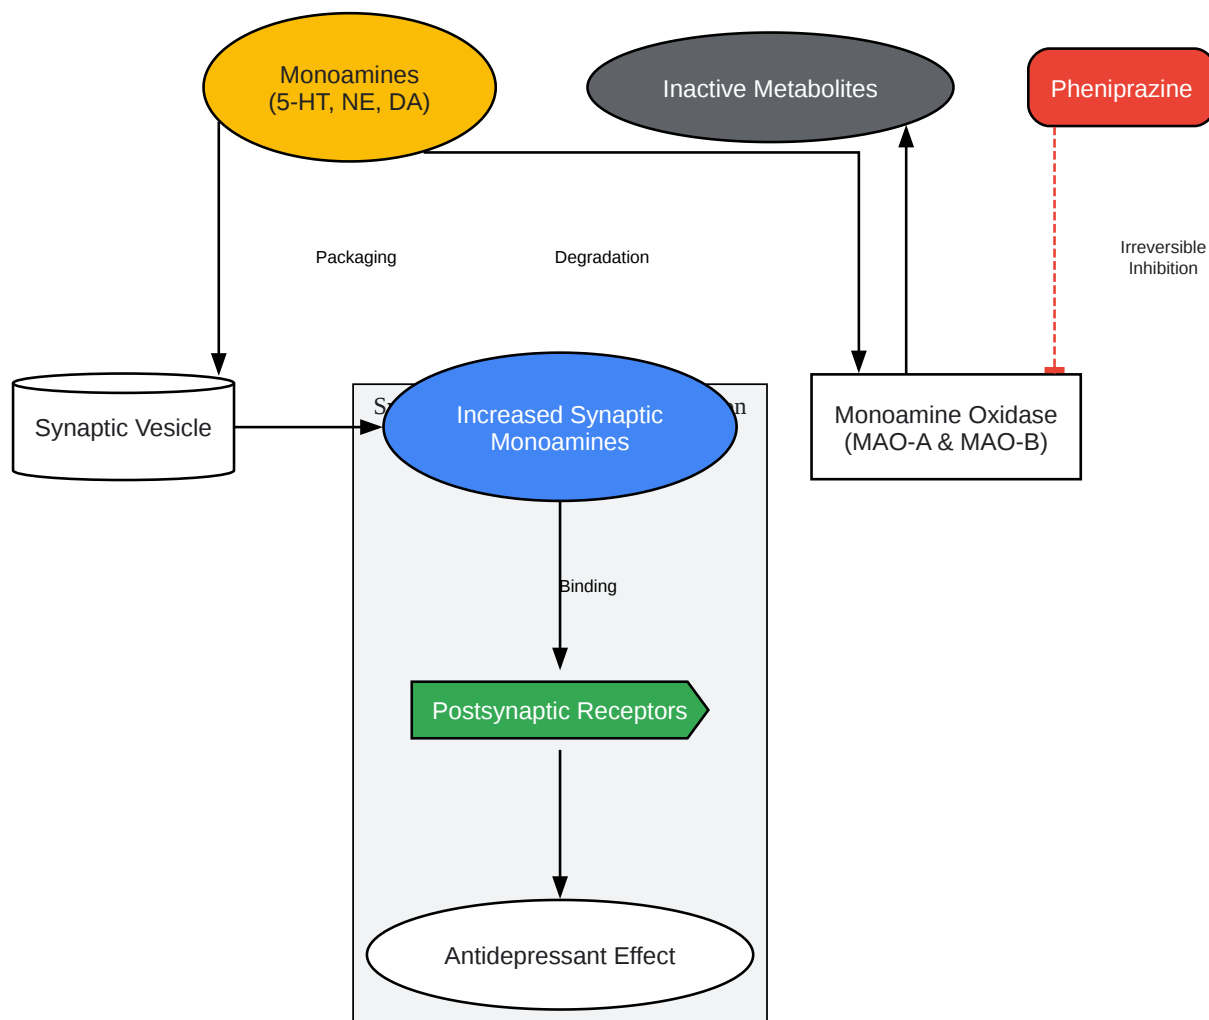 Monoamines
(5-HT, NE, DA)
Inactive Metabolites
Pheniprazine
Packaging
Degradation
Irreversible
Inhibition
Synaptic Vesicle
Increased Synaptic
Monoamines
Monoamine Oxidase
(MAO-A & MAO-B)
Binding
Postsynaptic Receptors
Antidepressant Effect